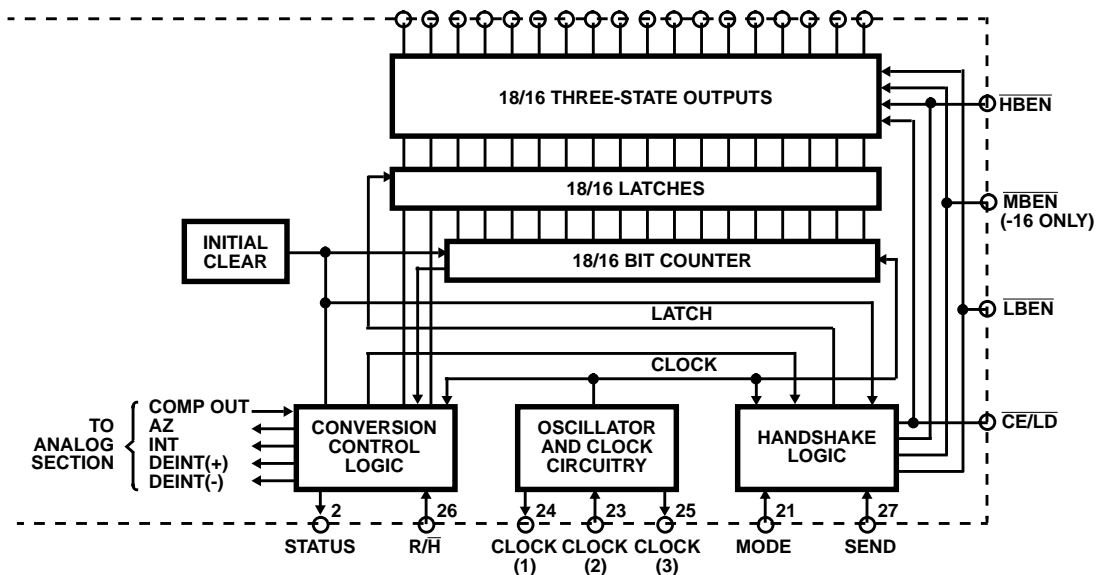 18/16 THREE-STATE OUTPUTS
HBEN
18/16 LATCHES
MBEN
(-16 ONLY)
INITIAL
CLEAR
18/16 BIT COUNTER
LATCH
LBEN
CLOCK
TO
ANALOG
SECTION
COMP OUT
AZ
INT
DEINT(+)
DEINT(-)
CONVERSION
CONTROL
LOGIC
OSCILLATOR
AND CLOCK
CIRCUITRY
HANDSHAKE
LOGIC
CE/LD
2
26
24
23
25
21
27
STATUS
R/H
CLOCK
(1)
CLOCK
(2)
CLOCK
(3)
MODE
SEND